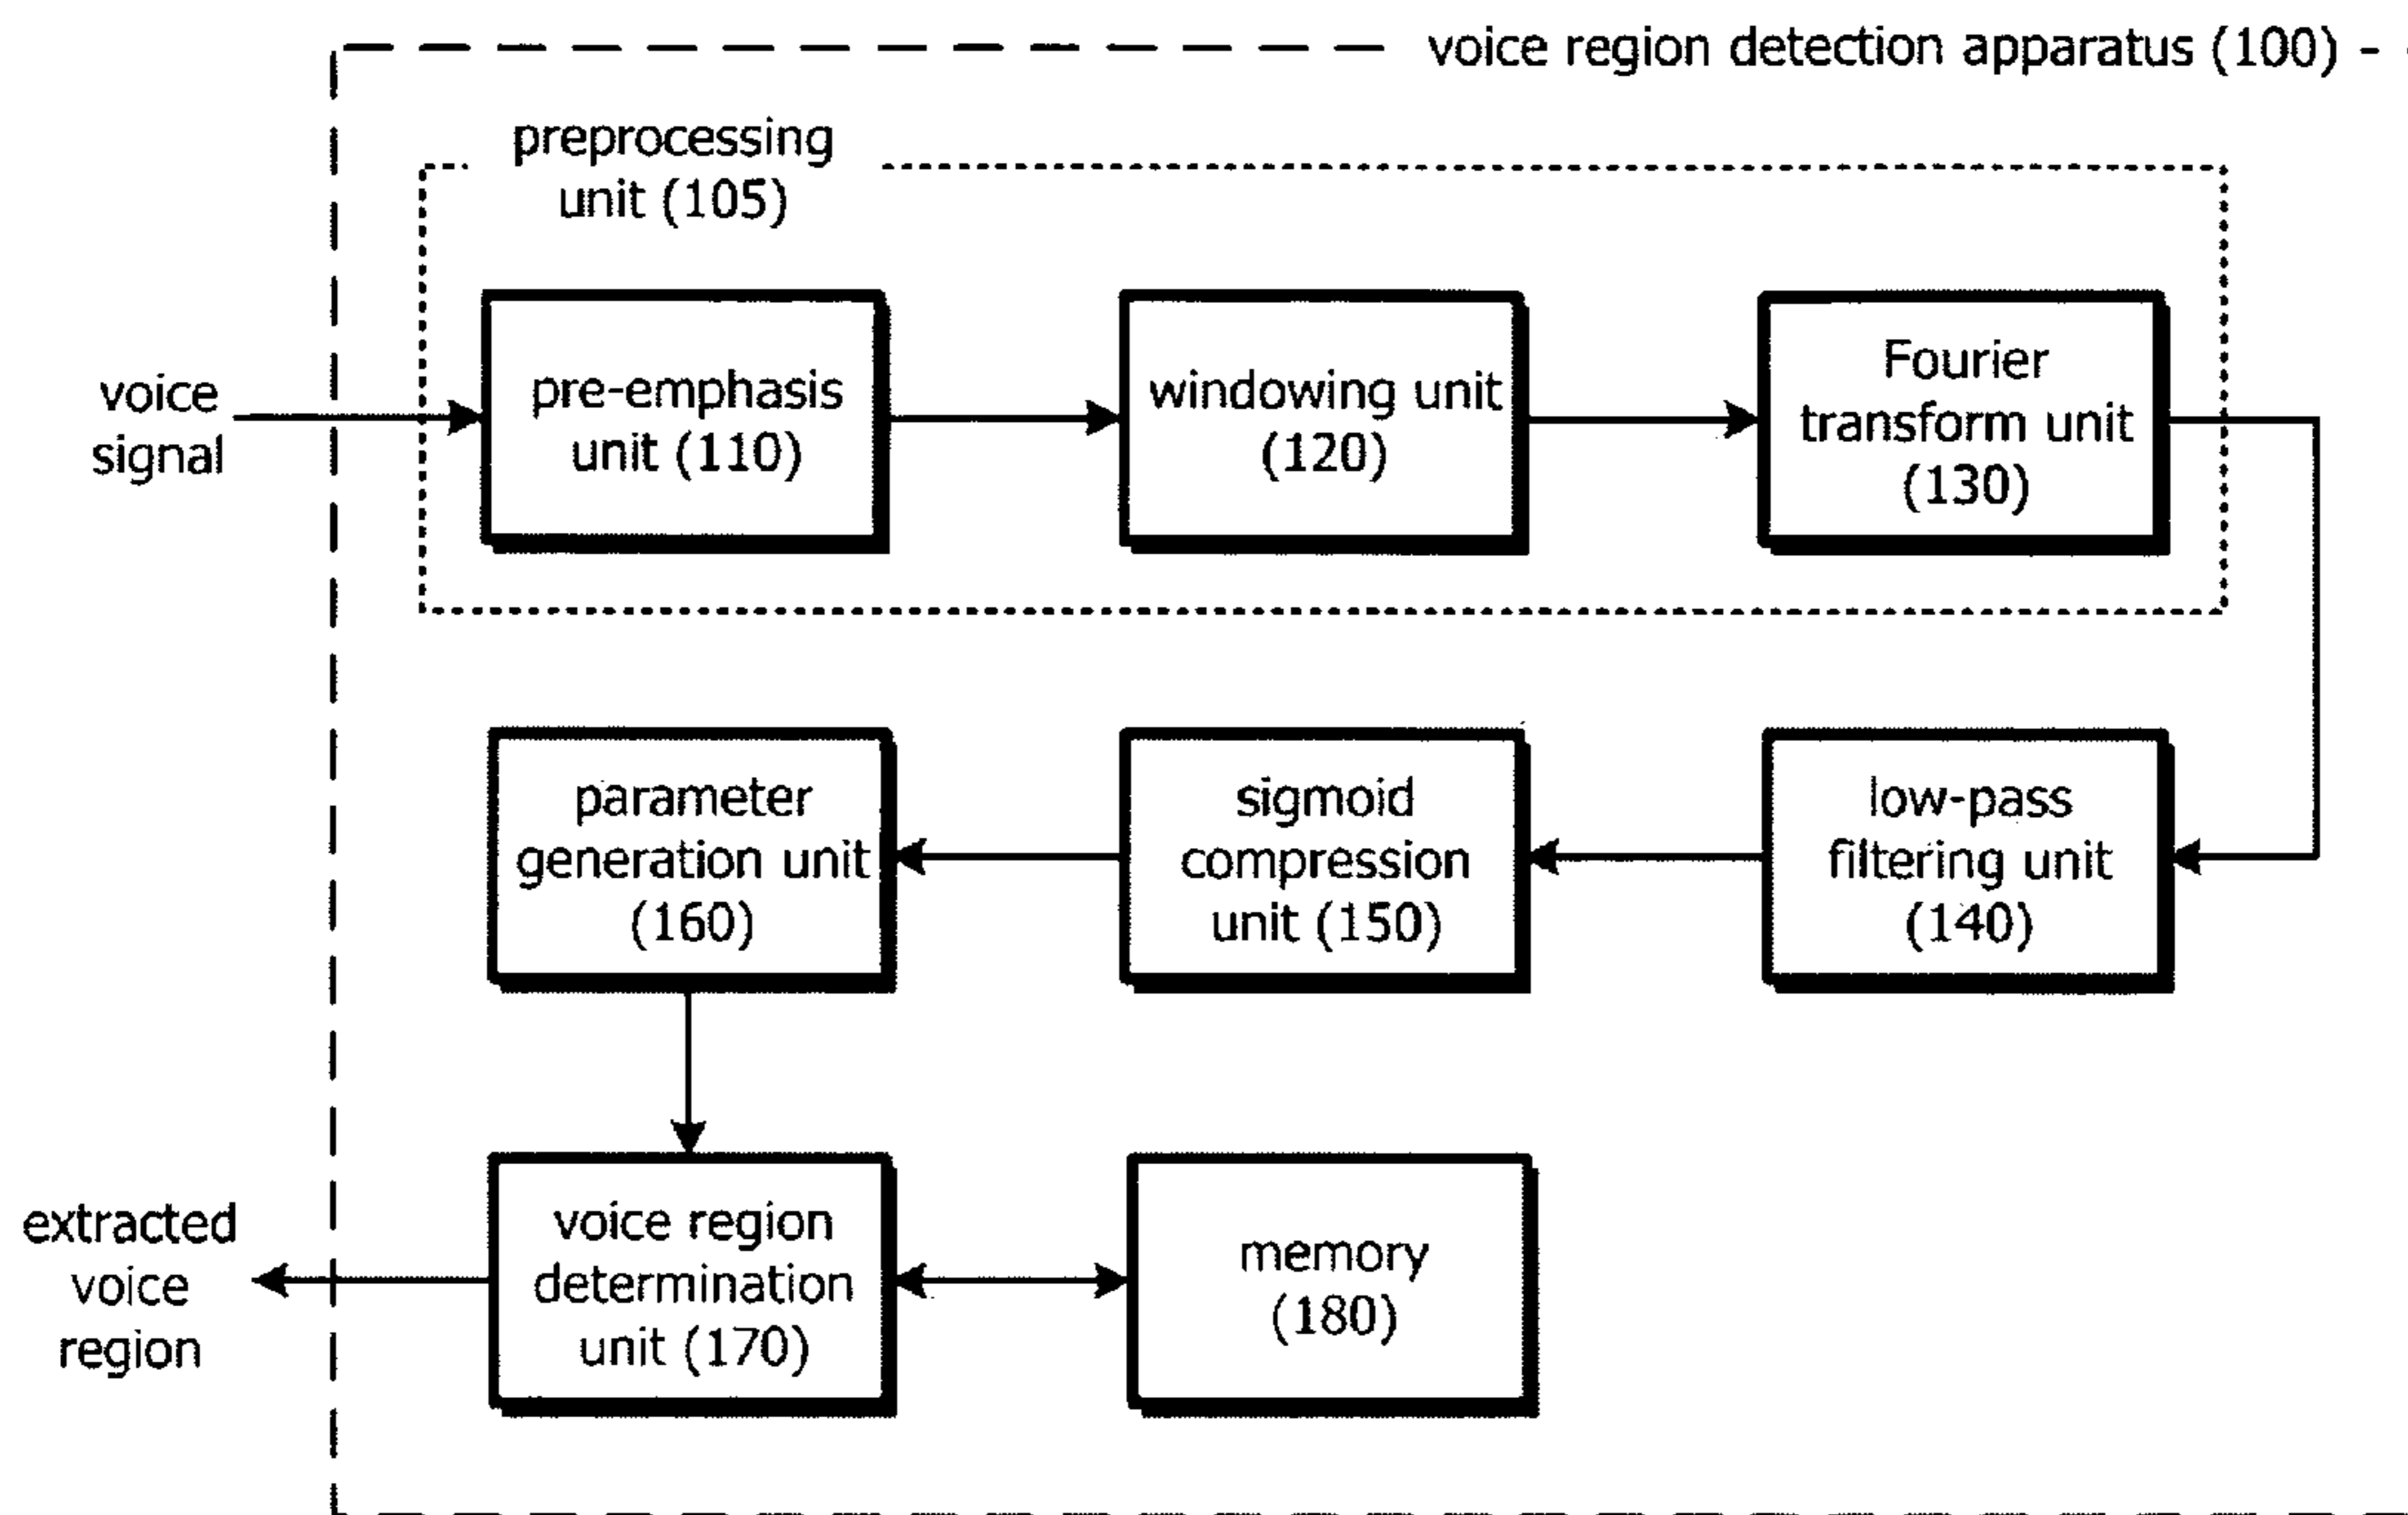 voice region detection apparatus (100)
preprocessing
unit (105)
voice
signal
pre-emphasis
unit (110)
windowing unit
(120)
Fourier
transform unit
(130)
parameter
generation unit
(160)
sigmoid
compression
unit (150)
low-pass
filtering unit
(140)
extracted
voice
region
voice region
determination
unit (170)
memory
(180)